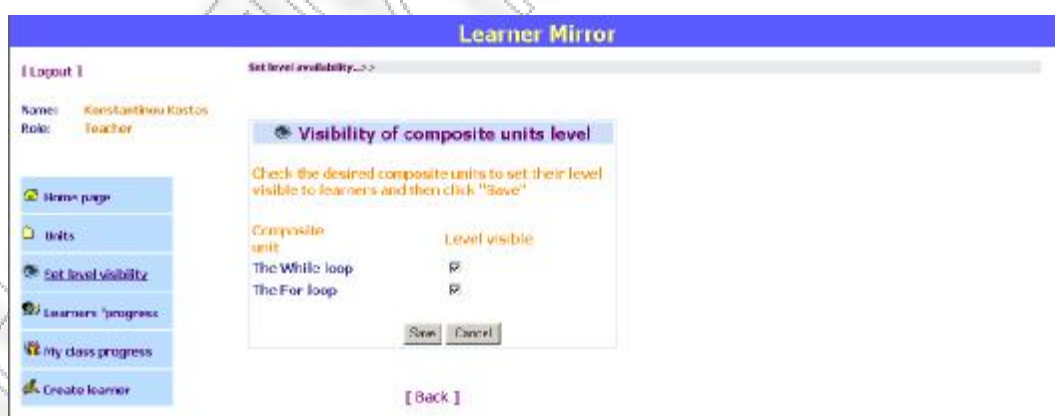 Learner Mirror
[ Logout ]
Set level availability...>>
Name: Konstantinou Kostas
Role: Teacher
Visibility of composite units level
Check the desired composite units to set their level
visible to learners and then click "Save"
Home page
Units
Set level visibility
Learners 'progress
My class progress
Create learner
Composite
unit
Level visible
The While loop
The For loop
Save Cancel
[ Back ]